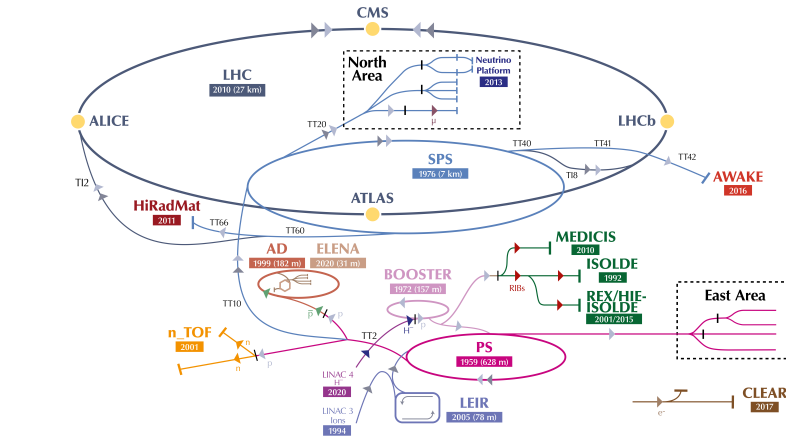 CMS
North
Area
Neutrino
Platform
2013
μ
LHC
2010 (27 km)
ALICE
LHCb
TT20
TT40
TT41
TT42
TI8
SPS
1976 (7 km)
AWAKE
2016
TI2
ATLAS
HiRadMat
2011
TT66
TT60
AD
1999 (182 m)
ELENA
2020 (31 m)
MEDICIS
2010
ISOLDE
1992
RIBs
REX/HIE-
ISOLDE
2001/2015
BOOSTER
1972 (157 m)
East Area
TT10
p̅
p
H⁻
p
n_TOF
2001
n
n
p
TT2
PS
1959 (628 m)
LINAC 4
H⁻
2020
LINAC 3
Ions
1994
LEIR
2005 (78 m)
e⁻
CLEAR
2017